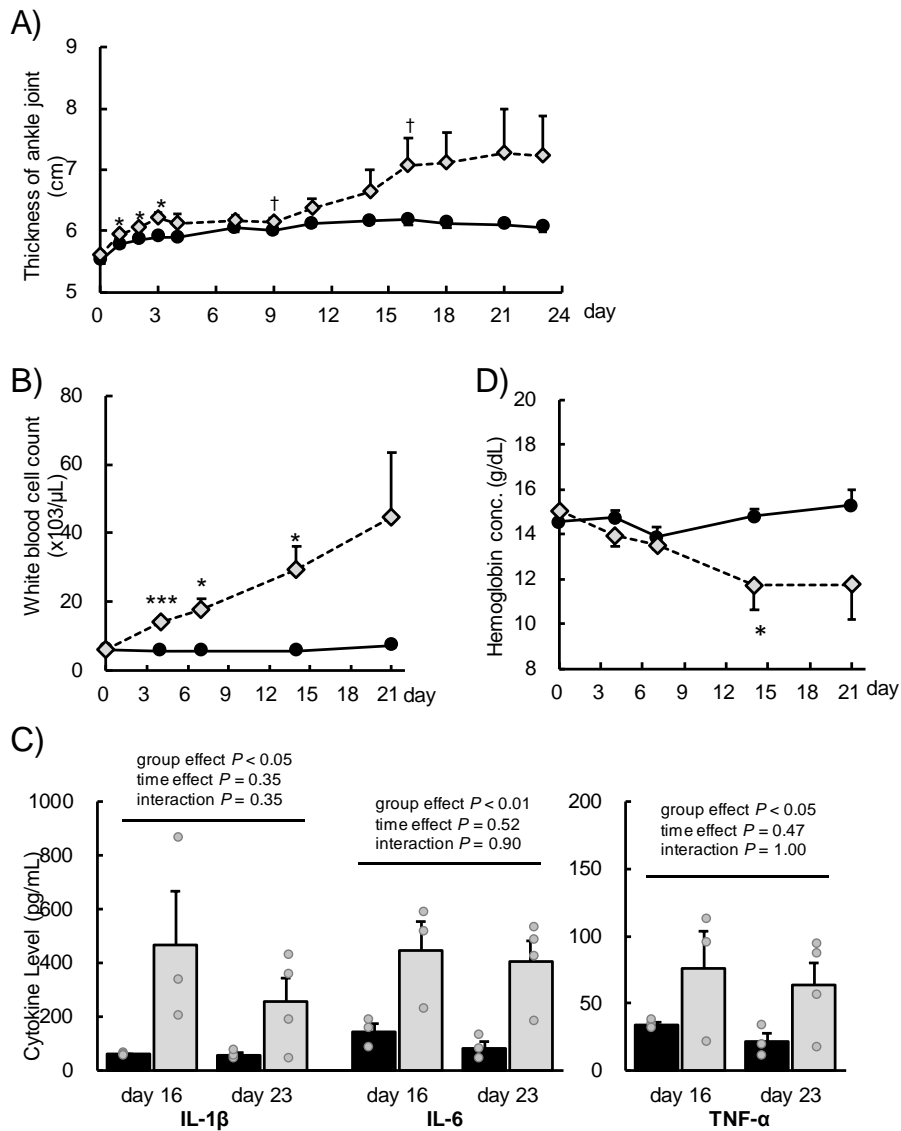 A)
Thickness of ankle joint
(cm)
9
8
7
6
5
* * * † †
0 3 6 9 12 15 18 21 24 day
B)
White blood cell count
(x103/μL)
80
60
40
20
0
*** * *
0 3 6 9 12 15 18 21 day
D)
Hemoglobin conc. (g/dL)
20
18
16
14
12
10
8
*
0 3 6 9 12 15 18 21 day
C)
Cytokine Level (pg/mL)
group effect P < 0.05
time effect P = 0.35
interaction P = 0.35
group effect P < 0.01
time effect P = 0.52
interaction P = 0.90
1000
800
600
400
200
0
day 16 day 23 day 16 day 23
IL-1β IL-6
group effect P < 0.05
time effect P = 0.47
interaction P = 1.00
200
150
100
50
0
day 16 day 23
TNF-α